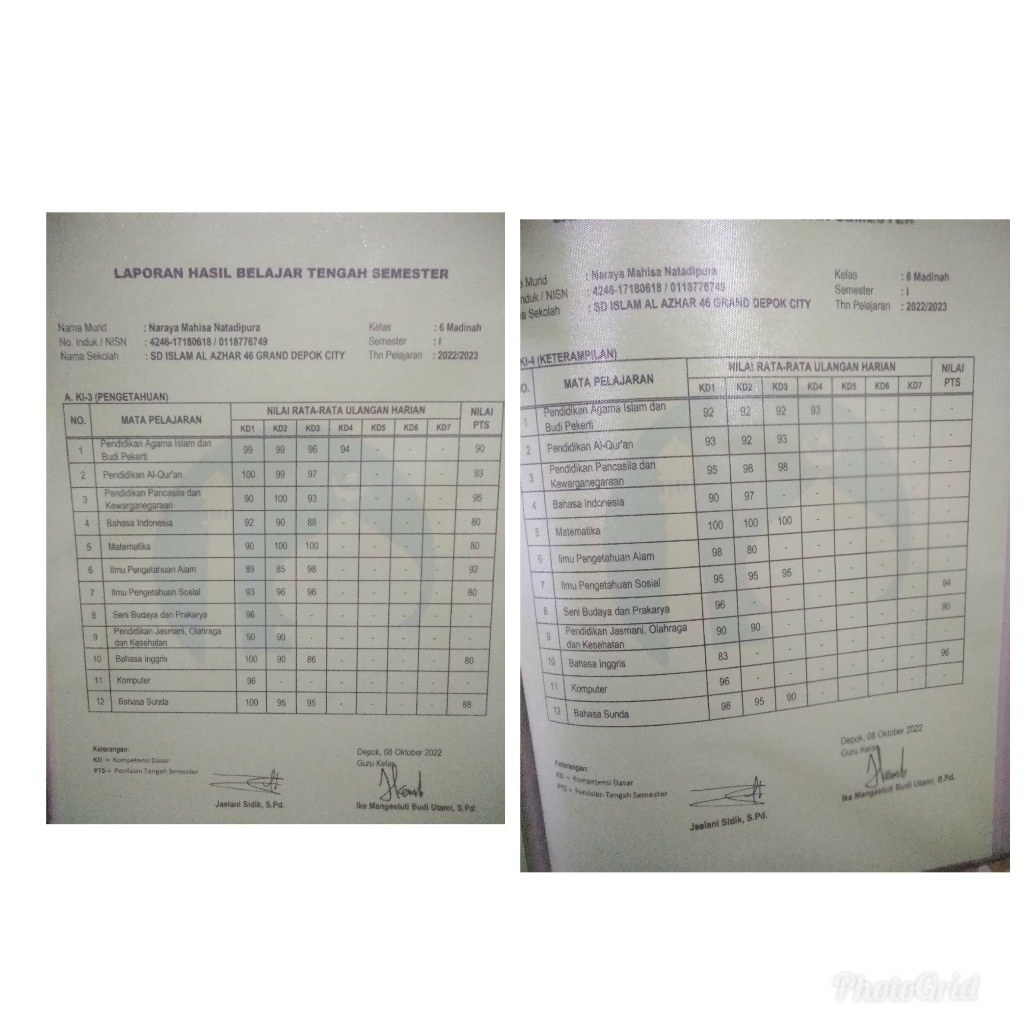 LAPORAN HASIL BELAJAR TENGAH SEMESTER
Nama Murid : Naraya Mahisa Natadipura Kelas : 6 Madinah
No. Induk / NISN : 4246-17180618 / 0118776749 Semester : I
Nama Sekolah : SD ISLAM AL AZHAR 46 GRAND DEPOK CITY Thn Pelajaran : 2022/2023
A. KI-3 (PENGETAHUAN)
NO. MATA PELAJARAN NILAI RATA-RATA ULANGAN HARIAN NILAI PTS
KD1 KD2 KD3 KD4 KD5 KD6 KD7
1 Pendidikan Agama Islam dan Budi Pekerti 99 99 96 94 - - - 90
2 Pendidikan Al-Qur'an 100 99 97 - - - - 93
3 Pendidikan Pancasila dan Kewarganegaraan 90 100 93 - - - - 95
4 Bahasa Indonesia 92 90 88 - - - - 80
5 Matematika 90 100 100 - - - - 80
6 Ilmu Pengetahuan Alam 89 85 98 - - - - 92
7 Ilmu Pengetahuan Sosial 93 96 96 - - - - 80
8 Seni Budaya dan Prakarya 96 - - - - - - -
9 Pendidikan Jasmani, Olahraga dan Kesehatan 90 90 - - - - - -
10 Bahasa Inggris 100 90 86 - - - - 80
11 Komputer 96 - - - - - - -
12 Bahasa Sunda 100 95 95 - - - - 88
Keterangan:
KD = Kompetensi Dasar
PTS = Penilaian Tengah Semester
Depok, 08 Oktober 2022
Guru Kelas
Jaelani Sidik, S.Pd. Ike Mangastuti Budi Utami, S.Pd.
SEMESTER
Murid : Naraya Mahisa Natadipura Kelas : 6 Madinah
nduk / NISN : 4246-17180618 / 0118776749 Semester : I
a Sekolah : SD ISLAM AL AZHAR 46 GRAND DEPOK CITY Thn Pelajaran : 2022/2023
KI-4 (KETERAMPILAN)
O. MATA PELAJARAN NILAI RATA-RATA ULANGAN HARIAN NILAI PTS
KD1 KD2 KD3 KD4 KD5 KD6 KD7
1 Pendidikan Agama Islam dan Budi Pekerti 92 92 92 93 - - - -
2 Pendidikan Al-Qur'an 93 92 93 - - - - -
3 Pendidikan Pancasila dan Kewarganegaraan 95 98 98 - - - - -
4 Bahasa Indonesia 90 97 - - - - - -
5 Matematika 100 100 100 - - - - -
6 Ilmu Pengetahuan Alam 98 80 - - - - - -
7 Ilmu Pengetahuan Sosial 95 95 95 - - - - -
8 Seni Budaya dan Prakarya 96 - - - - - - 94
9 Pendidikan Jasmani, Olahraga dan Kesehatan 90 90 - - - - - 90
10 Bahasa Inggris 83 - - - - - - -
11 Komputer 96 - - - - - - 96
12 Bahasa Sunda 98 95 90 - - - - -
Keterangan:
KD = Kompetensi Dasar
PTS = Penilaian Tengah Semester
Depok, 08 Oktober 2022
Guru Kelas
Jaelani Sidik, S.Pd. Ike Mangastuti Budi Utami, S.Pd.
PhotoGrid